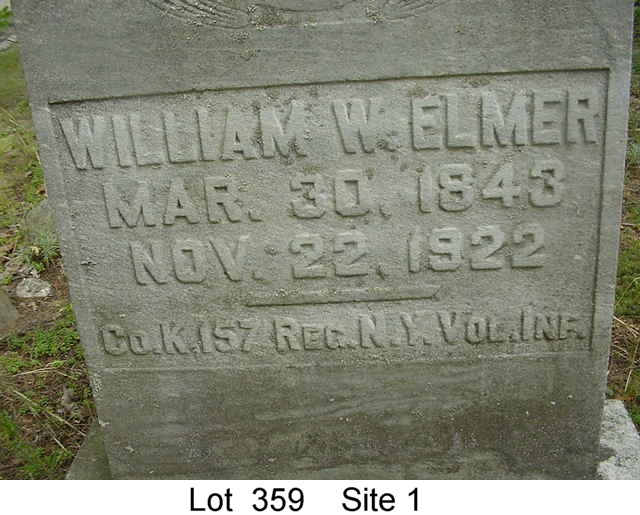 WILLIAM W. ELMER
MAR. 30. 1843
NOV. 22. 1922
CO. K. 157 REG. N.Y. VOL. INF.
Lot 359 Site 1